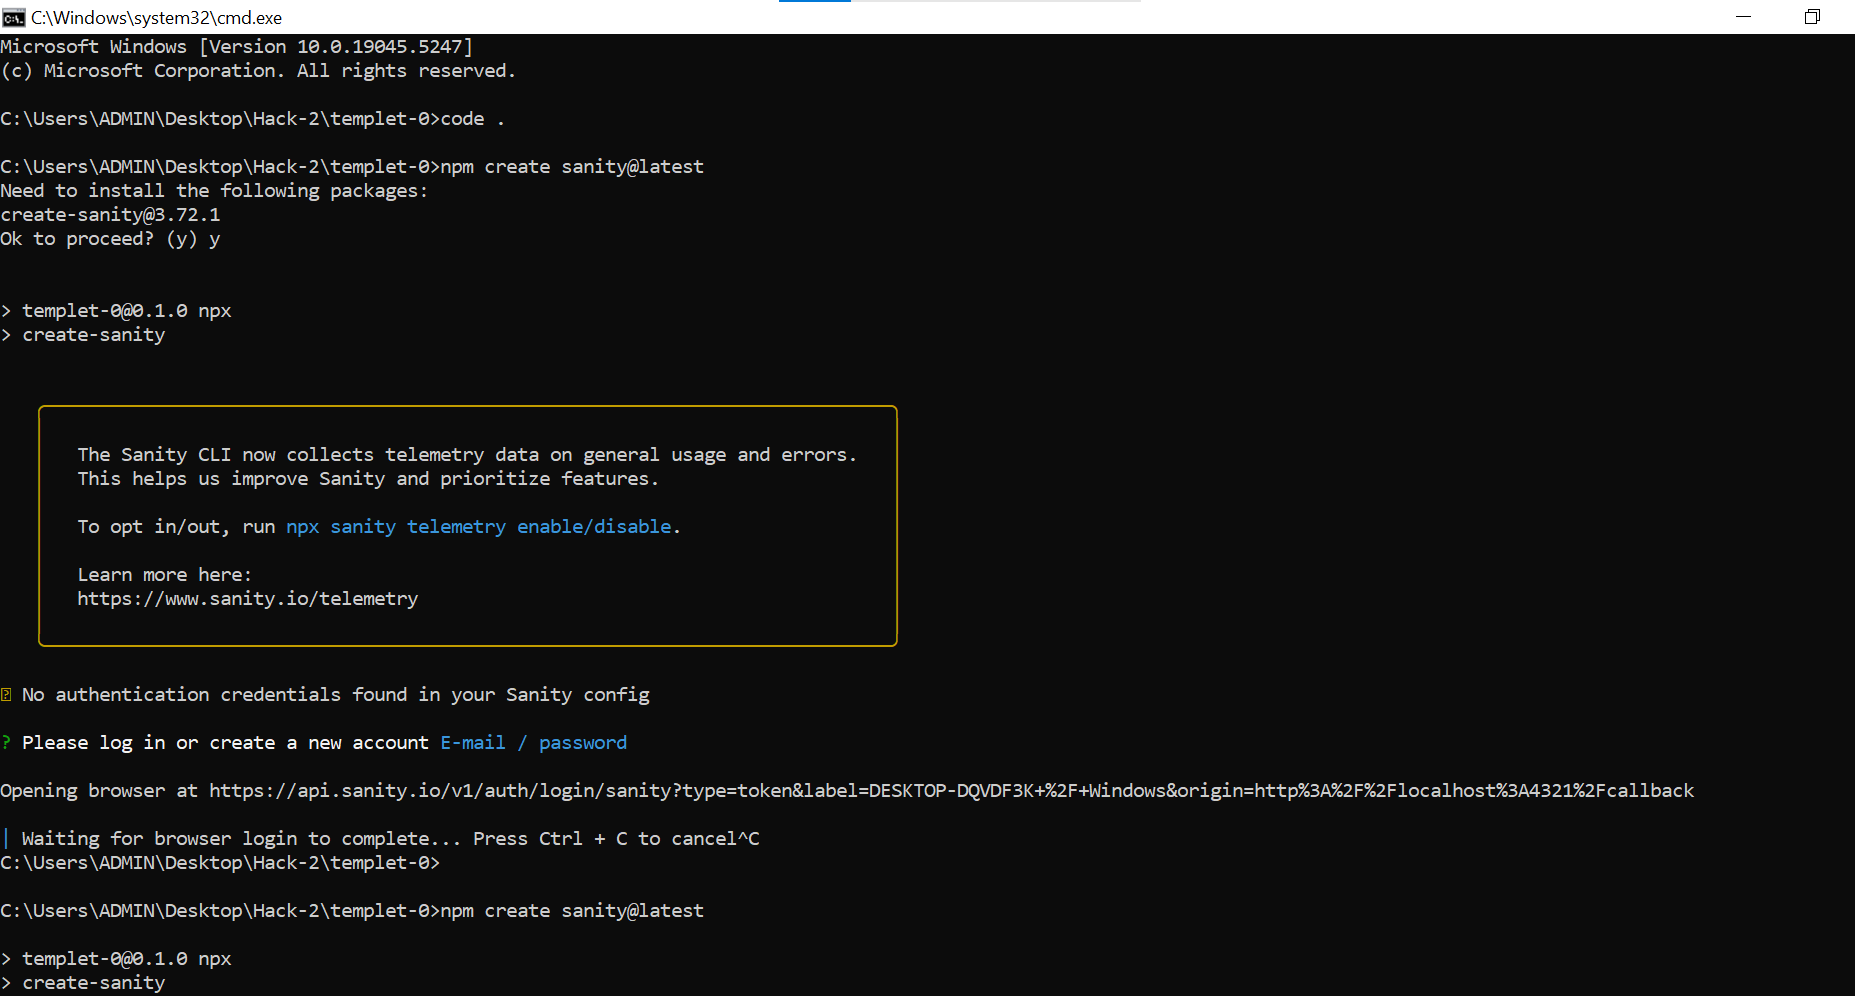 C:\Windows\system32\cmd.exe
Microsoft Windows [Version 10.0.19045.5247]
(c) Microsoft Corporation. All rights reserved.
C:\Users\ADMIN\Desktop\Hack-2\templet-0>code .
C:\Users\ADMIN\Desktop\Hack-2\templet-0>npm create sanity@latest
Need to install the following packages:
create-sanity@3.72.1
Ok to proceed? (y) y
> templet-0@0.1.0 npx
> create-sanity
The Sanity CLI now collects telemetry data on general usage and errors.
This helps us improve Sanity and prioritize features.
To opt in/out, run npx sanity telemetry enable/disable.
Learn more here:
https://www.sanity.io/telemetry
⍰ No authentication credentials found in your Sanity config
? Please log in or create a new account E-mail / password
Opening browser at https://api.sanity.io/v1/auth/login/sanity?type=token&label=DESKTOP-DQVDF3K+%2F+Windows&origin=http%3A%2F%2Flocalhost%3A4321%2Fcallback
| Waiting for browser login to complete... Press Ctrl + C to cancel^C
C:\Users\ADMIN\Desktop\Hack-2\templet-0>
C:\Users\ADMIN\Desktop\Hack-2\templet-0>npm create sanity@latest
> templet-0@0.1.0 npx
> create-sanity